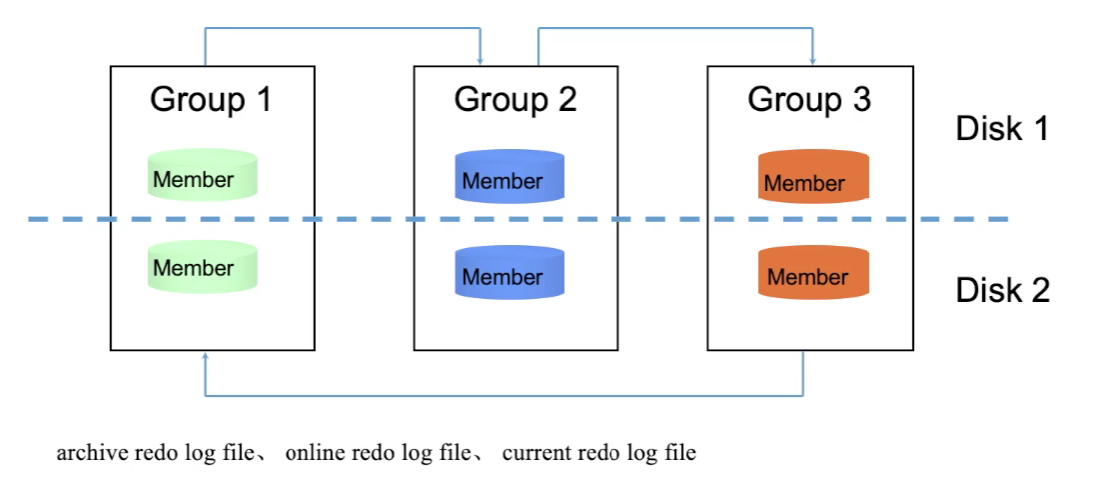 Group 1
Group 2
Group 3
Disk 1
Member
Member
Member
Member
Member
Member
Disk 2
archive redo log file、 online redo log file、 current redo log file